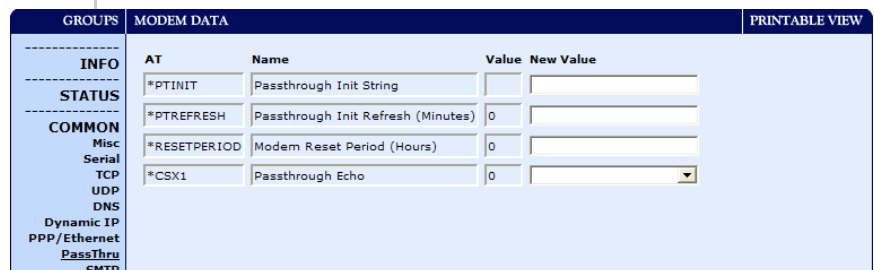 GROUPS MODEM DATA PRINTABLE VIEW
--------------
INFO
--------------
STATUS
--------------
COMMON
Misc
Serial
TCP
UDP
DNS
Dynamic IP
PPP/Ethernet
PassThru
SMTP
AT Name Value New Value
*PTINIT Passthrough Init String
*PTREFRESH Passthrough Init Refresh (Minutes) 0
*RESETPERIOD Modem Reset Period (Hours) 0
*CSX1 Passthrough Echo 0